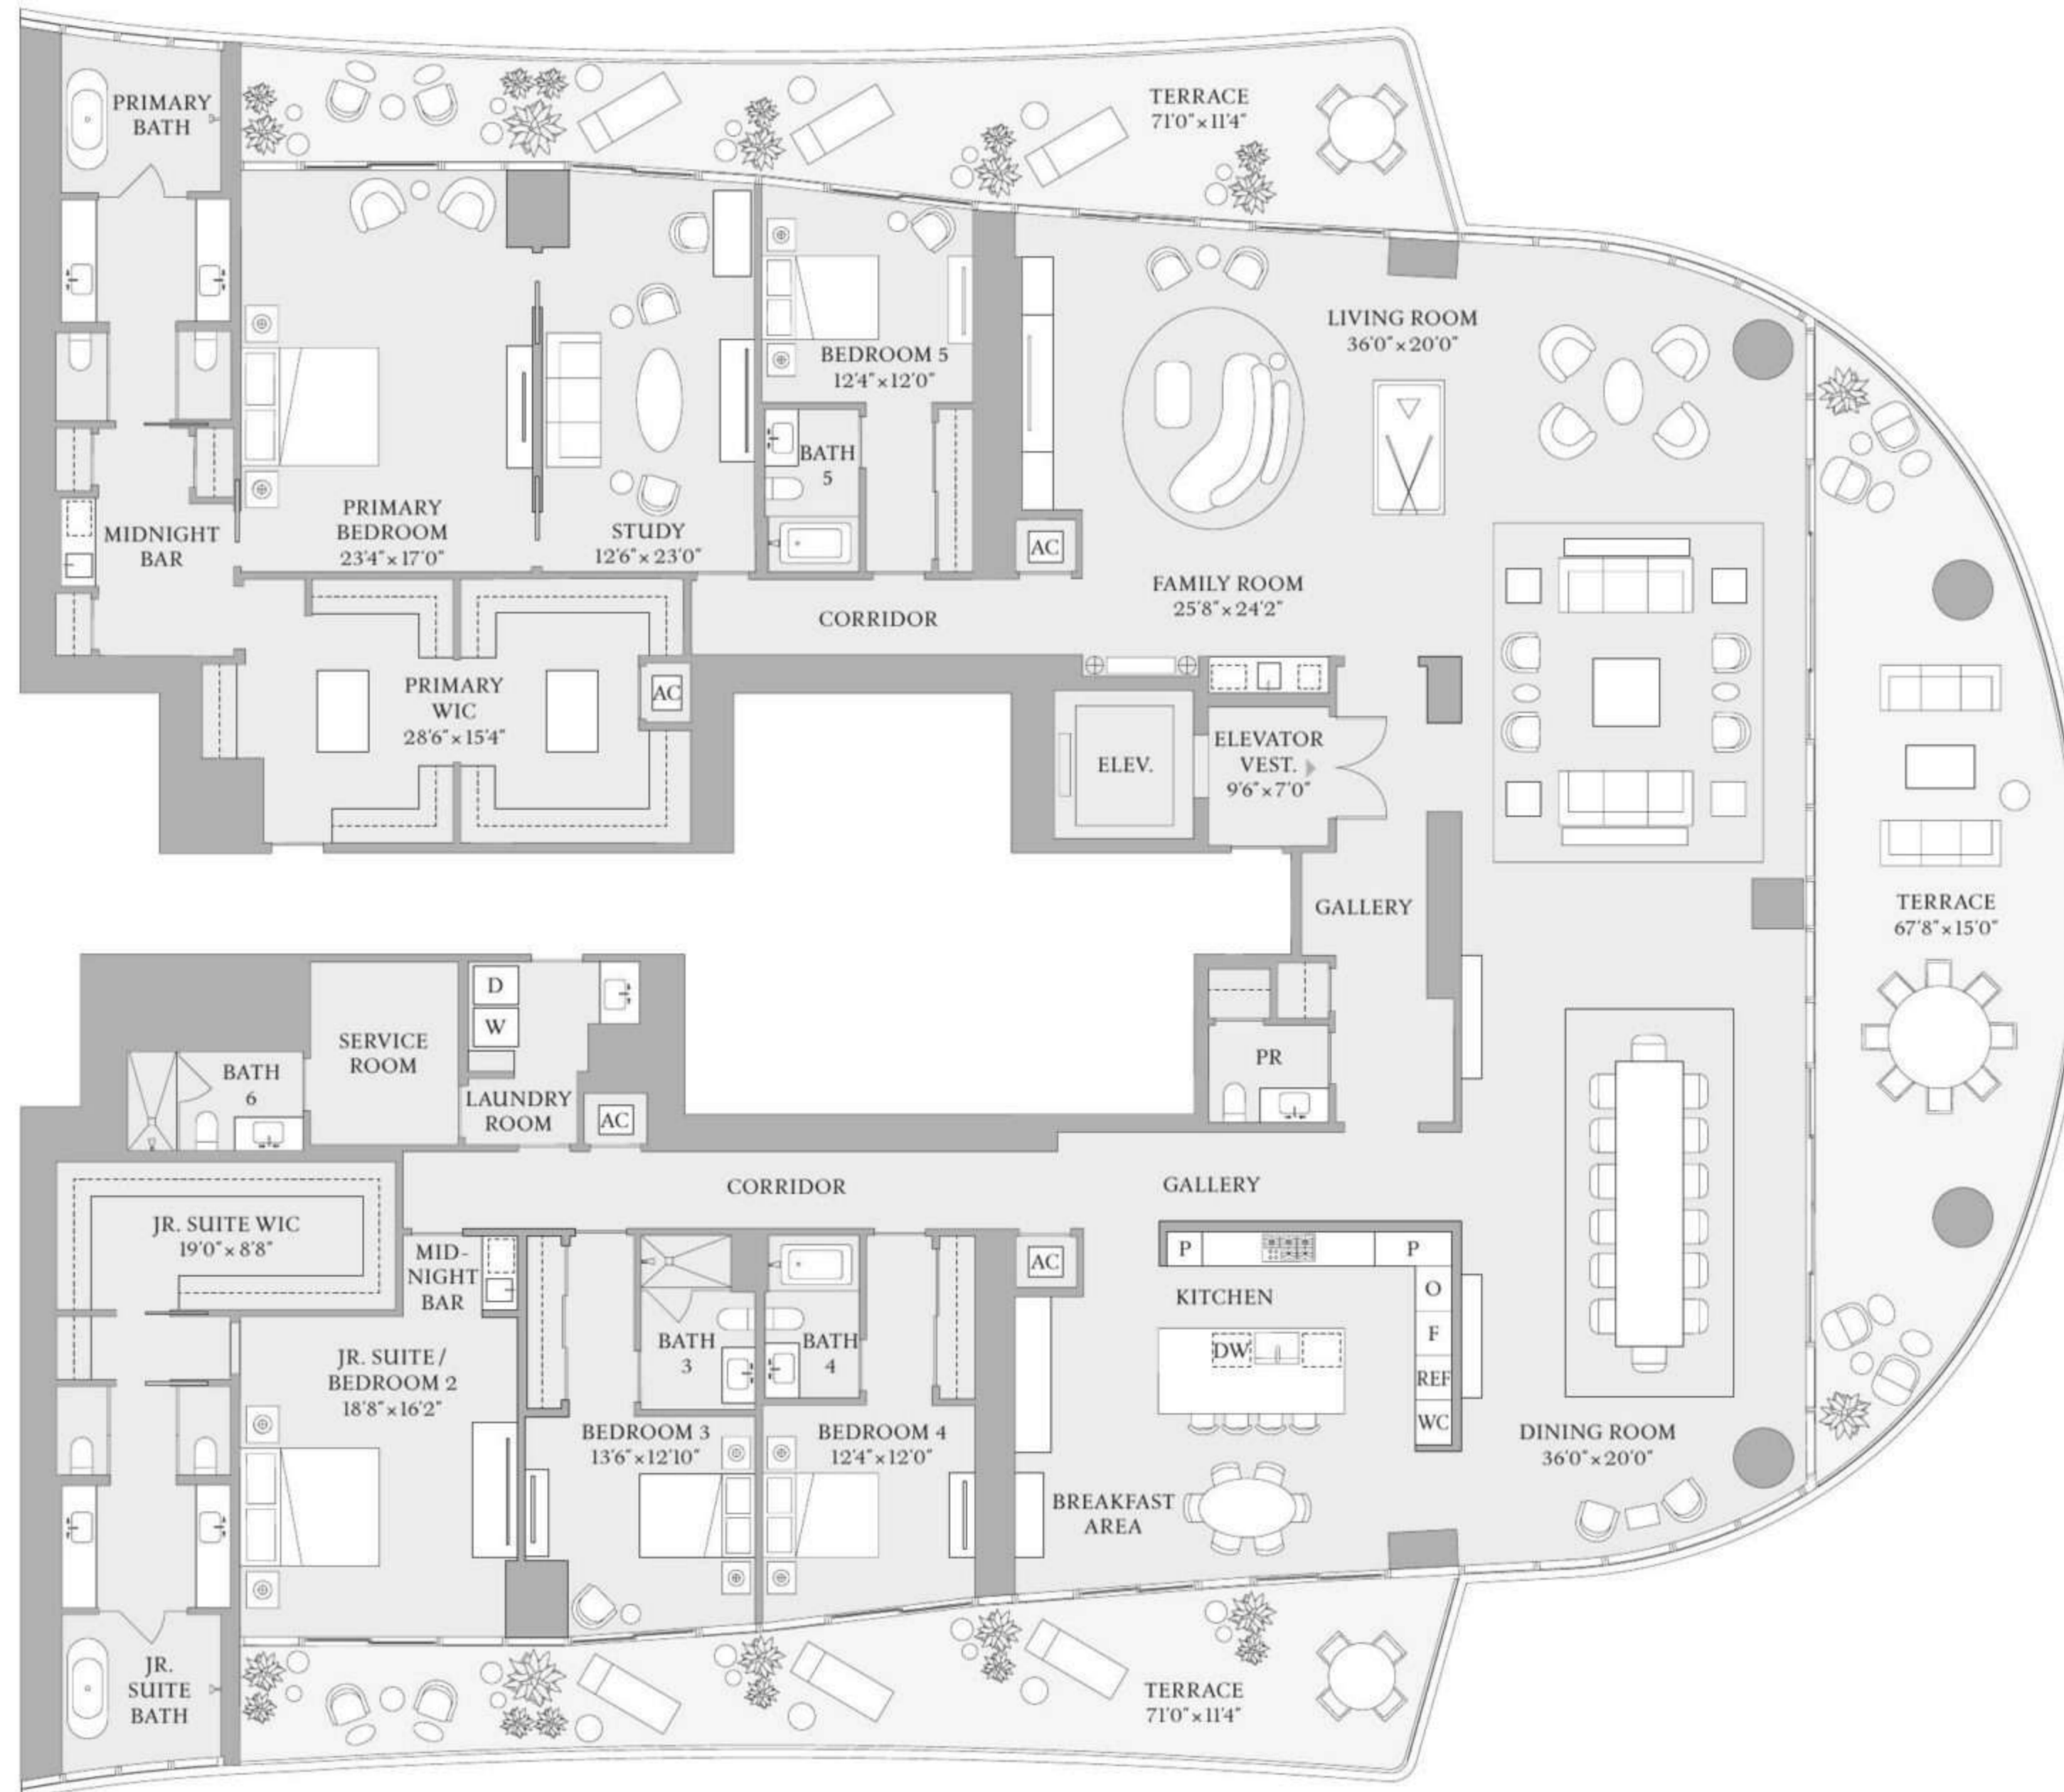 PRIMARY
BATH
TERRACE
71'0" × 11'4"
LIVING ROOM
36'0" × 20'0"
BEDROOM 5
12'4" × 12'0"
BATH
5
PRIMARY
BEDROOM
23'4" × 17'0"
STUDY
12'6" × 23'0"
MIDNIGHT
BAR
AC
FAMILY ROOM
25'8" × 24'2"
CORRIDOR
PRIMARY
WIC
28'6" × 15'4"
AC
ELEV.
ELEVATOR
VEST.
9'6" × 7'0"
GALLERY
TERRACE
67'8" × 15'0"
D
W
SERVICE
ROOM
BATH
6
LAUNDRY
ROOM
AC
PR
CORRIDOR
GALLERY
JR. SUITE WIC
19'0" × 8'8"
MID-
NIGHT
BAR
AC
P
P
O
F
REF
WC
KITCHEN
DW
JR. SUITE/
BEDROOM 2
18'8" × 16'2"
BATH
3
BATH
4
BEDROOM 3
13'6" × 12'10"
BEDROOM 4
12'4" × 12'0"
DINING ROOM
36'0" × 20'0"
BREAKFAST
AREA
JR.
SUITE
BATH
TERRACE
71'0" × 11'4"